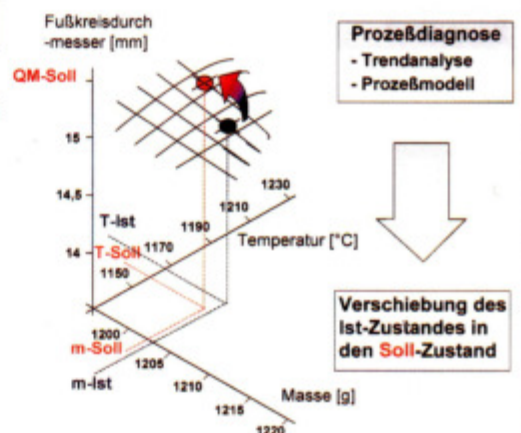 Fußkreisdurch
-messer [mm]
QM-Soll
15
14,5
14
T-Ist
T-Soll
1150
1170
1190
1210
1230
Temperatur [°C]
1200
m-Soll
1205
m-Ist
1210
1215
1220
Masse [g]
Prozeßdiagnose
- Trendanalyse
- Prozeßmodell
Verschiebung des
Ist-Zustandes in
den Soll-Zustand